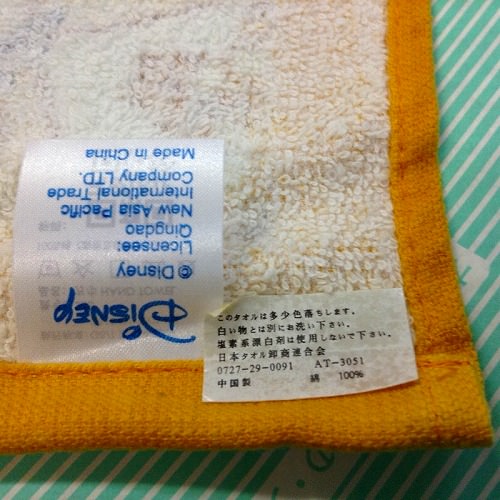 Disney
© Disney
Licensee:
Qingdao
New Asia Pacific
International Trade
Company LTD.
Made in China
このタオルは多少色落ちします。
白い物とは別にお洗い下さい。
塩素系漂白剤は使用しないで下さい。
日本タオル卸商連合会
0727-29-0091 AT-3051
中国製 綿 100%